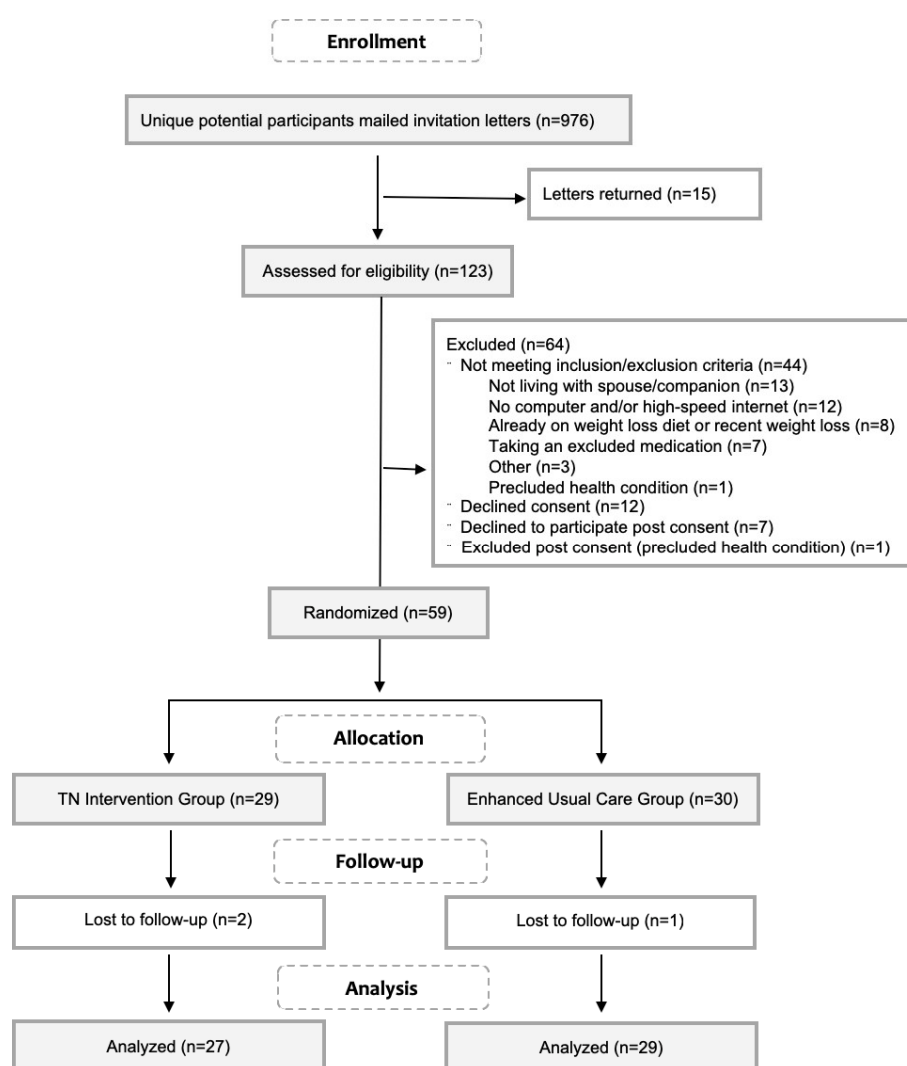 Enrollment
Unique potential participants mailed invitation letters (n=976)
Letters returned (n=15)
Assessed for eligibility (n=123)
Excluded (n=64)
¨ Not meeting inclusion/exclusion criteria (n=44)
Not living with spouse/companion (n=13)
No computer and/or high-speed internet (n=12)
Already on weight loss diet or recent weight loss (n=8)
Taking an excluded medication (n=7)
Other (n=3)
Precluded health condition (n=1)
¨ Declined consent (n=12)
¨ Declined to participate post consent (n=7)
¨ Excluded post consent (precluded health condition) (n=1)
Randomized (n=59)
Allocation
TN Intervention Group (n=29)
Enhanced Usual Care Group (n=30)
Follow-up
Lost to follow-up (n=2)
Lost to follow-up (n=1)
Analysis
Analyzed (n=27)
Analyzed (n=29)